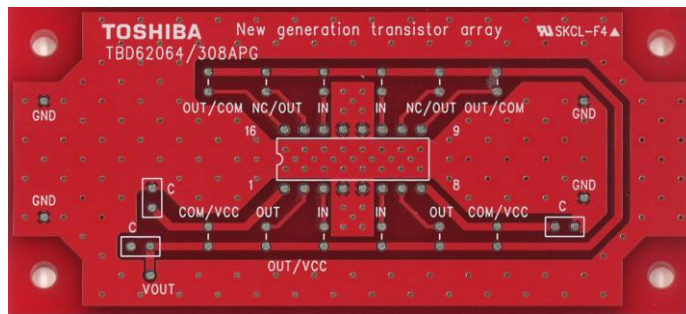 TOSHIBA New generation transistor array SKCL-F4
TBD62064/308APG
OUT/COM NC/OUT IN IN NC/OUT OUT/COM
GND GND
16 9
1 8
GND C GND
COM/VCC OUT IN IN OUT COM/VCC C
C
OUT/VCC
VOUT